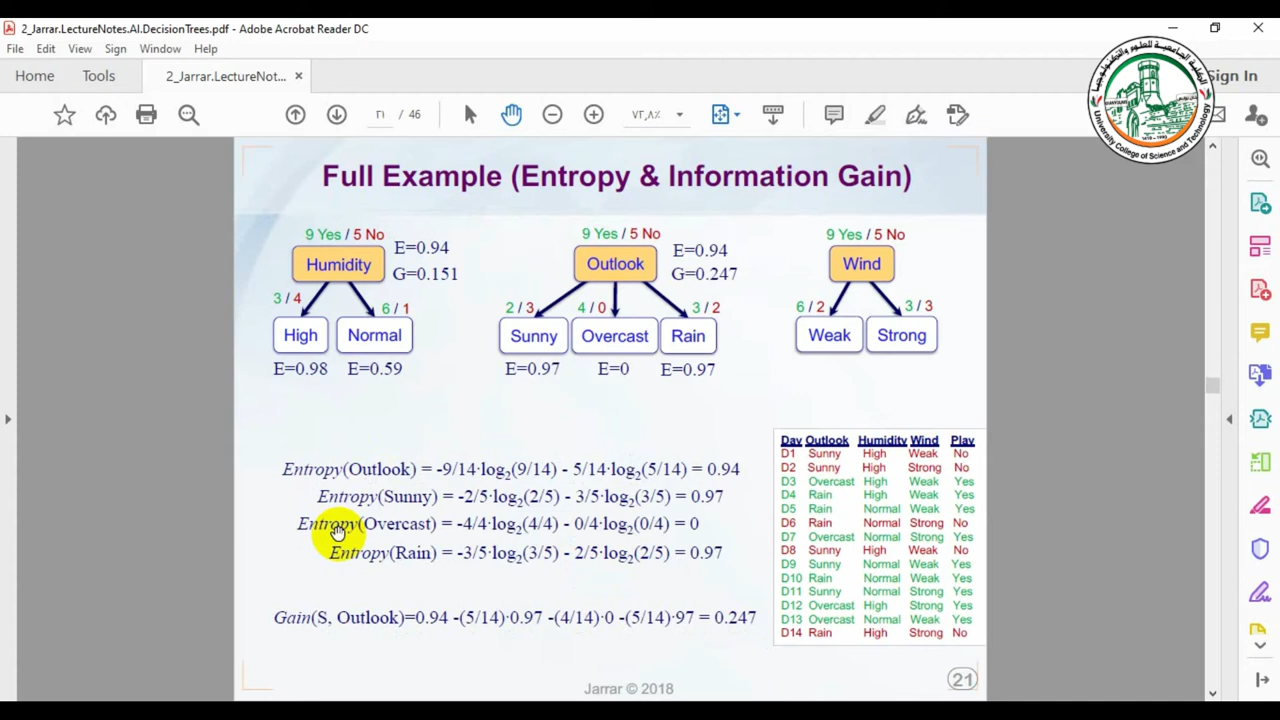 2_Jarrar.LectureNotes.AI.DecisionTrees.pdf - Adobe Acrobat Reader DC
File Edit View Sign Window Help
Home Tools 2_Jarrar.LectureNot... × Sign In
٢١ / 46 ٧٢٫٨٪
University College of Science and Technology
Full Example (Entropy & Information Gain)
9 Yes / 5 No
Humidity
E=0.94
G=0.151
3 / 4 6 / 1
High Normal
E=0.98 E=0.59
9 Yes / 5 No
Outlook
E=0.94
G=0.247
2 / 3 4 / 0 3 / 2
Sunny Overcast Rain
E=0.97 E=0 E=0.97
9 Yes / 5 No
Wind
6 / 2 3 / 3
Weak Strong
Entropy(Outlook) = -9/14·log₂(9/14) - 5/14·log₂(5/14) = 0.94
Entropy(Sunny) = -2/5·log₂(2/5) - 3/5·log₂(3/5) = 0.97
Entropy(Overcast) = -4/4·log₂(4/4) - 0/4·log₂(0/4) = 0
Entropy(Rain) = -3/5·log₂(3/5) - 2/5·log₂(2/5) = 0.97
Gain(S, Outlook)=0.94 -(5/14)·0.97 -(4/14)·0 -(5/14)·97 = 0.247
Day Outlook Humidity Wind Play
D1 Sunny High Weak No
D2 Sunny High Strong No
D3 Overcast High Weak Yes
D4 Rain High Weak Yes
D5 Rain Normal Weak Yes
D6 Rain Normal Strong No
D7 Overcast Normal Strong Yes
D8 Sunny High Weak No
D9 Sunny Normal Weak Yes
D10 Rain Normal Weak Yes
D11 Sunny Normal Strong Yes
D12 Overcast High Strong Yes
D13 Overcast Normal Weak Yes
D14 Rain High Strong No
Jarrar © 2018
21